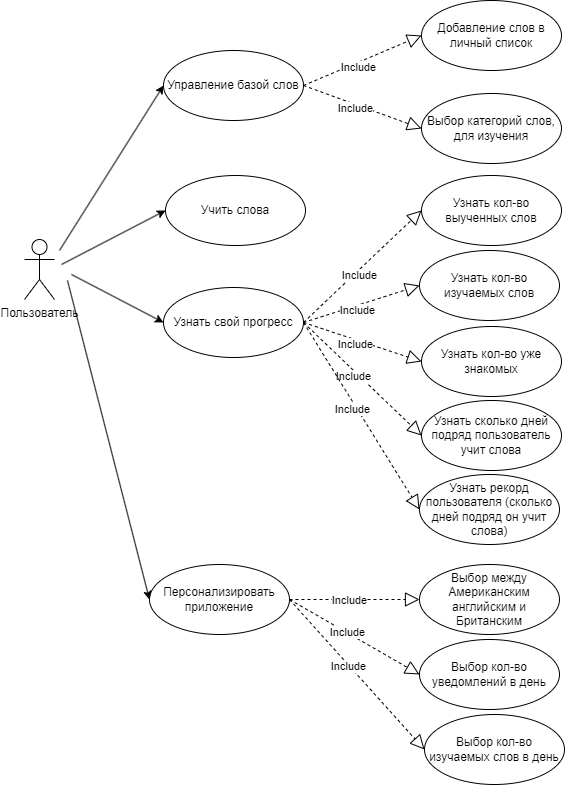 Добавление слов в
личный список
Include
Управление базой слов
Include
Выбор категорий слов,
для изучения
Учить слова
Узнать кол-во
выученных слов
Пользователь
Include
Узнать кол-во
изучаемых слов
Include
Узнать свой прогресс
Include
Узнать кол-во уже
знакомых
Include
Include
Узнать сколько дней
подряд пользователь
учит слова
Узнать рекорд
пользователя (сколько
дней подряд он учит
слова)
Персонализировать
приложение
Include
Выбор между
Американским
английским и
Британским
Include
Выбор кол-во
уведомлений в день
Include
Выбор кол-во
изучаемых слов в день